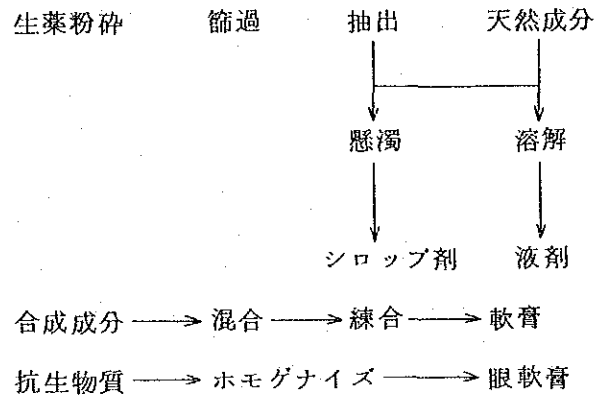 生薬粉砕 篩過 抽出 天然成分
懸濁 溶解
シロップ剤 液剤
合成成分 混合 練合 軟膏
抗生物質 ホモゲナイズ 眼軟膏